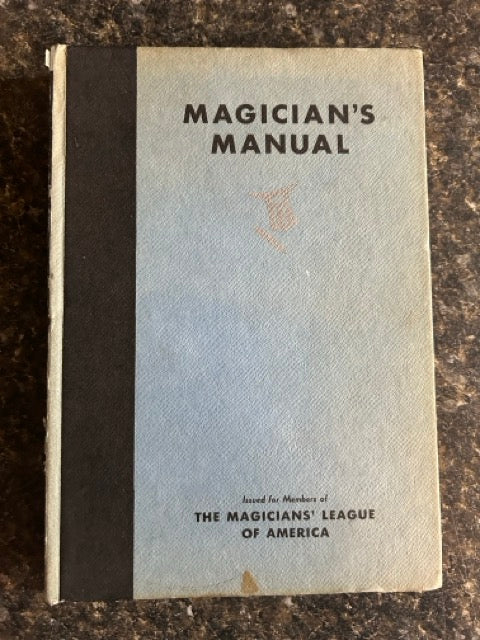 MAGICIAN'S
MANUAL
Issued for Members of
THE MAGICIANS' LEAGUE
OF AMERICA